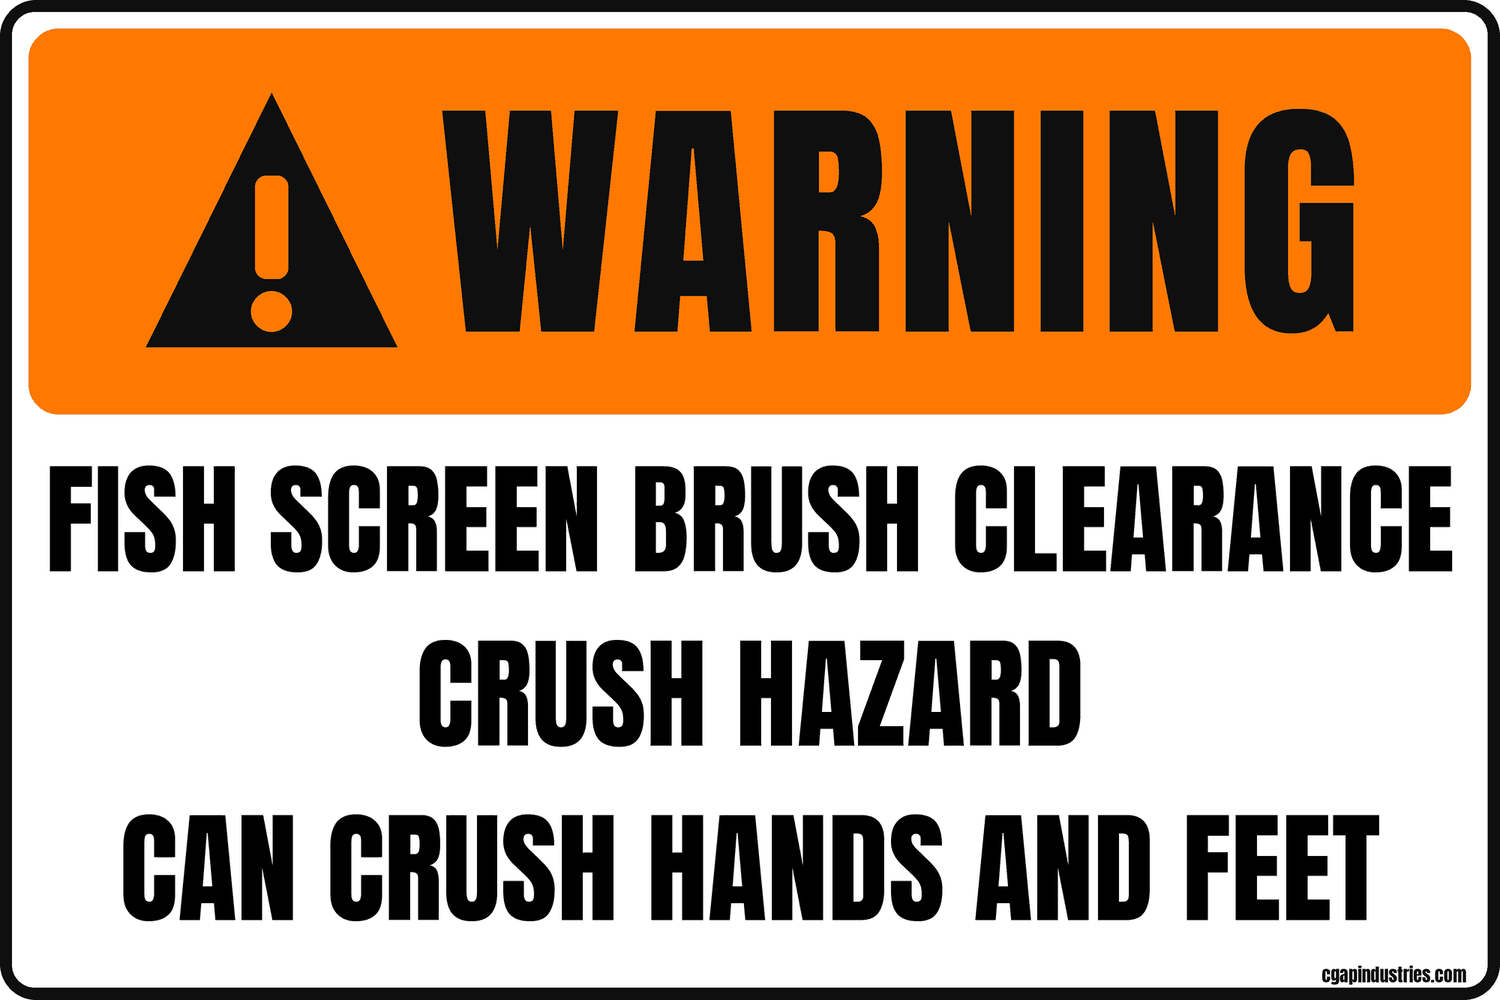 WARNING
FISH SCREEN BRUSH CLEARANCE
CRUSH HAZARD
CAN CRUSH HANDS AND FEET
cgapindustries.com